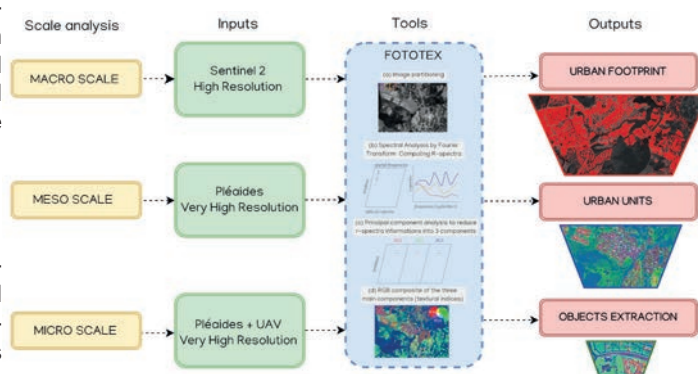 Scale analysis
Inputs
Tools
Outputs
MACRO SCALE
Sentinel 2
High Resolution
FOTOTEX
(a) Image partitioning
(b) Spectral Analysis by Fourier
Transform: Computing R-spectra
(c) Principal component analysis to reduce
r-spectra informations into 3 components
(d) RGB composite of the three
main components (textural indices)
URBAN FOOTPRINT
MESO SCALE
Pléaides
Very High Resolution
URBAN UNITS
MICRO SCALE
Pléaides + UAV
Very High Resolution
OBJECTS EXTRACTION